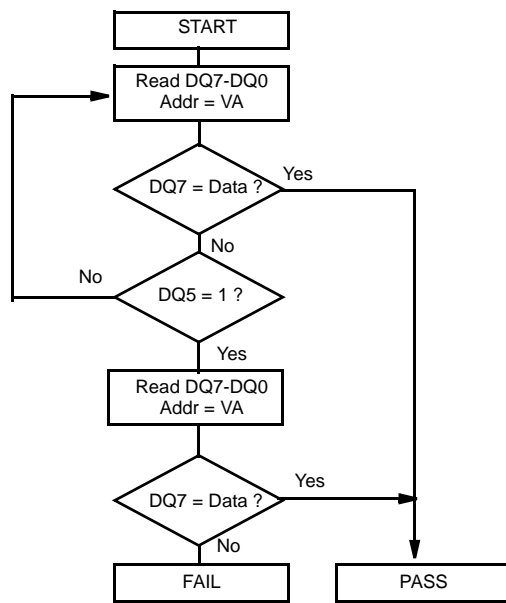 START
Read DQ7-DQ0
Addr = VA
DQ7 = Data ?
Yes
No
No
DQ5 = 1 ?
Yes
Read DQ7-DQ0
Addr = VA
DQ7 = Data ?
Yes
No
FAIL
PASS